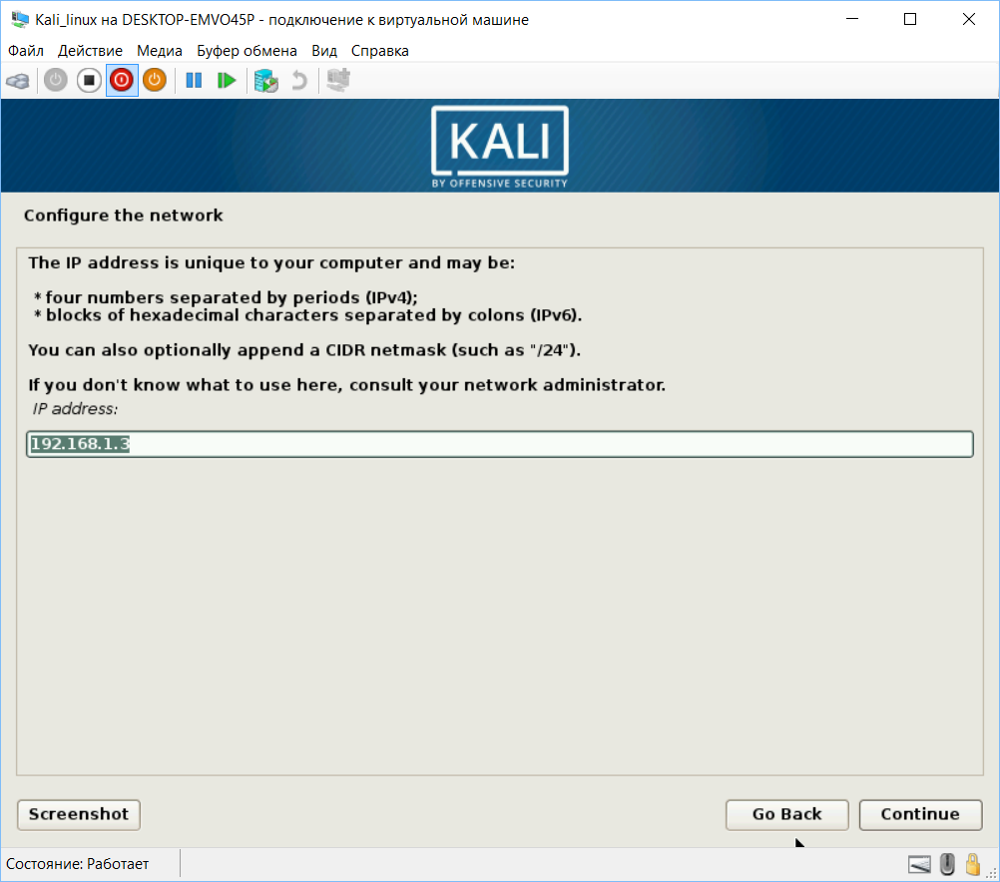 Kali_linux на DESKTOP-EMVO45P - подключение к виртуальной машине
Файл Действие Медиа Буфер обмена Вид Справка
KALI
BY OFFENSIVE SECURITY
Configure the network
The IP address is unique to your computer and may be:
* four numbers separated by periods (IPv4);
* blocks of hexadecimal characters separated by colons (IPv6).
You can also optionally append a CIDR netmask (such as "/24").
If you don't know what to use here, consult your network administrator.
IP address:
192.168.1.3
Screenshot Go Back Continue
Состояние: Работает